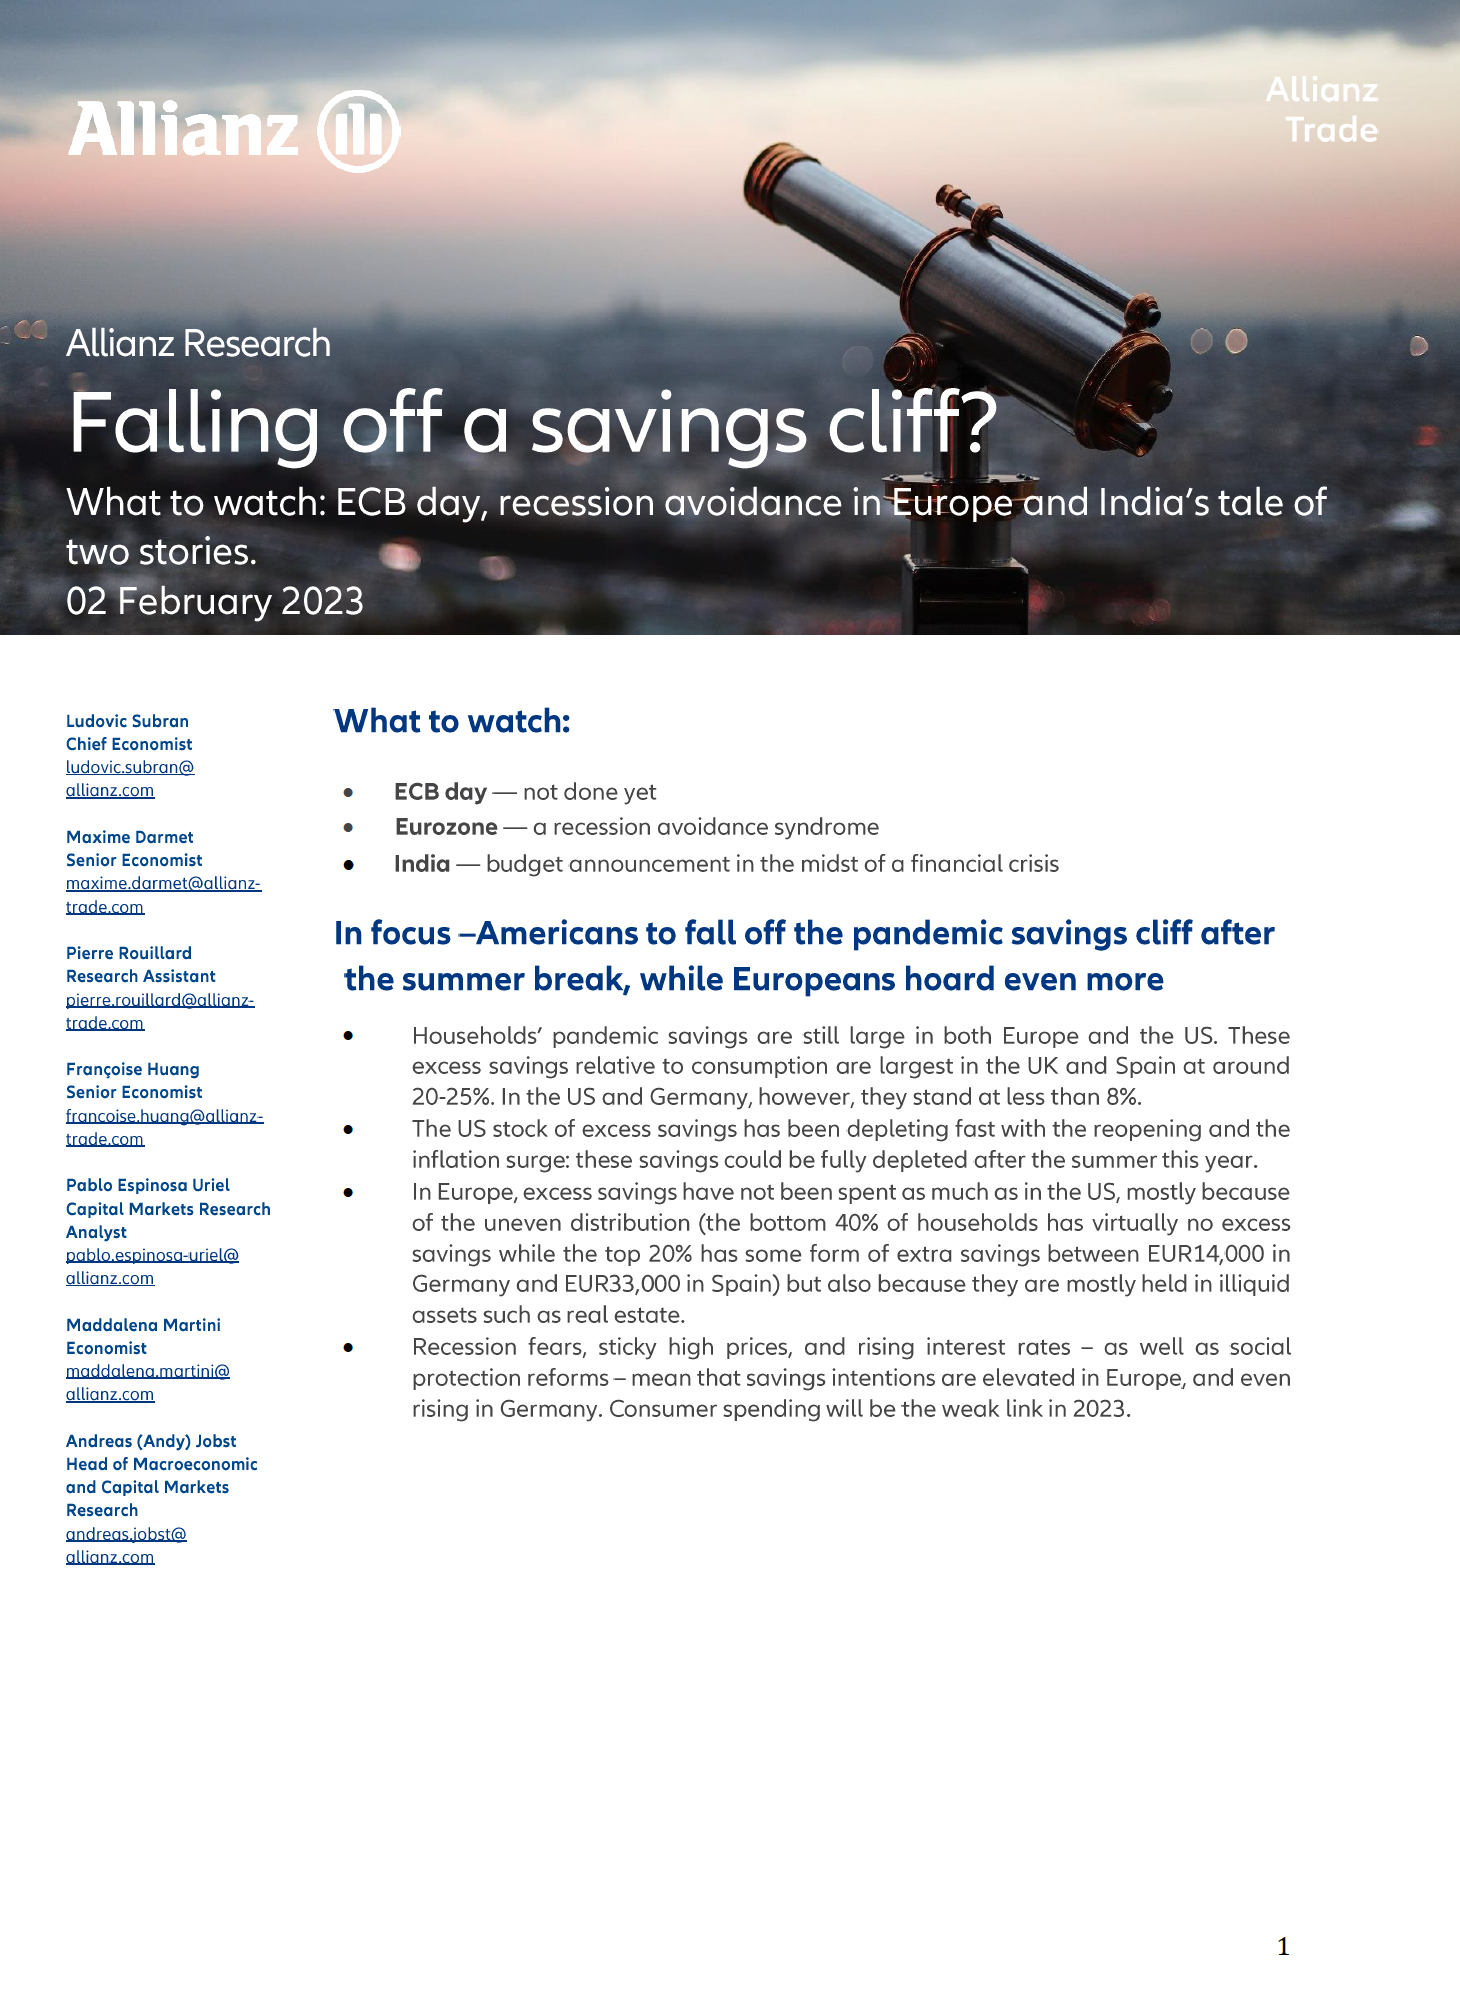 Allianz
Allianz
Trade
Allianz Research
Falling off a savings cliff?
What to watch: ECB day, recession avoidance in Europe and India’s tale of
two stories.
02 February 2023
Ludovic Subran
Chief Economist
ludovic.subran@
allianz.com
Maxime Darmet
Senior Economist
maxime.darmet@allianz-
trade.com
Pierre Rouillard
Research Assistant
pierre.rouillard@allianz-
trade.com
Françoise Huang
Senior Economist
francoise.huang@allianz-
trade.com
Pablo Espinosa Uriel
Capital Markets Research
Analyst
pablo.espinosa-uriel@
allianz.com
Maddalena Martini
Economist
maddalena.martini@
allianz.com
Andreas (Andy) Jobst
Head of Macroeconomic
and Capital Markets
Research
andreas.jobst@
allianz.com
What to watch:
• ECB day — not done yet
• Eurozone — a recession avoidance syndrome
• India — budget announcement in the midst of a financial crisis
In focus –Americans to fall off the pandemic savings cliff after
the summer break, while Europeans hoard even more
• Households’ pandemic savings are still large in both Europe and the US. These
excess savings relative to consumption are largest in the UK and Spain at around
20-25%. In the US and Germany, however, they stand at less than 8%.
• The US stock of excess savings has been depleting fast with the reopening and the
inflation surge: these savings could be fully depleted after the summer this year.
• In Europe, excess savings have not been spent as much as in the US, mostly because
of the uneven distribution (the bottom 40% of households has virtually no excess
savings while the top 20% has some form of extra savings between EUR14,000 in
Germany and EUR33,000 in Spain) but also because they are mostly held in illiquid
assets such as real estate.
• Recession fears, sticky high prices, and rising interest rates – as well as social
protection reforms – mean that savings intentions are elevated in Europe, and even
rising in Germany. Consumer spending will be the weak link in 2023.
1